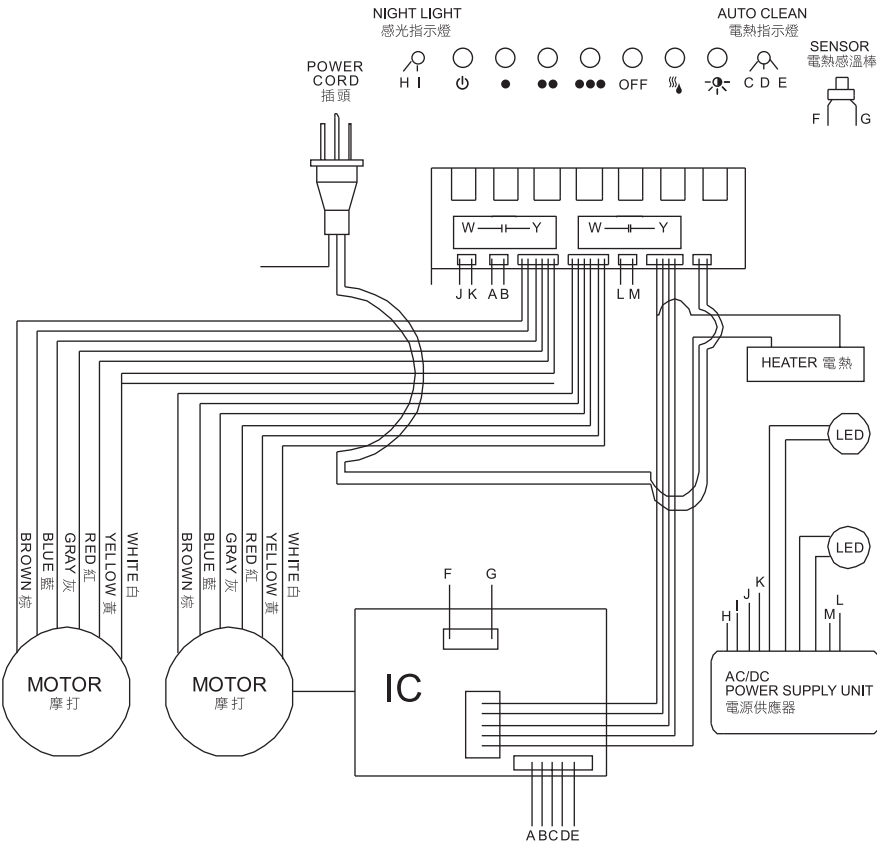 NIGHT LIGHT
感光指示燈
AUTO CLEAN
電熱指示燈
SENSOR
電熱感溫棒
POWER
CORD
插頭
H I
OFF
C D E
F G
W Y
W Y
J K A B L M
HEATER 電熱
LED
LED
BROWN 棕
BLUE 藍
GRAY 灰
RED 紅
YELLOW 黃
WHITE 白
BROWN 棕
BLUE 藍
GRAY 灰
RED 紅
YELLOW 黃
WHITE 白
F G
H I J K M L
MOTOR
摩打
MOTOR
摩打
IC
AC/DC
POWER SUPPLY UNIT
電源供應器
A B C D E